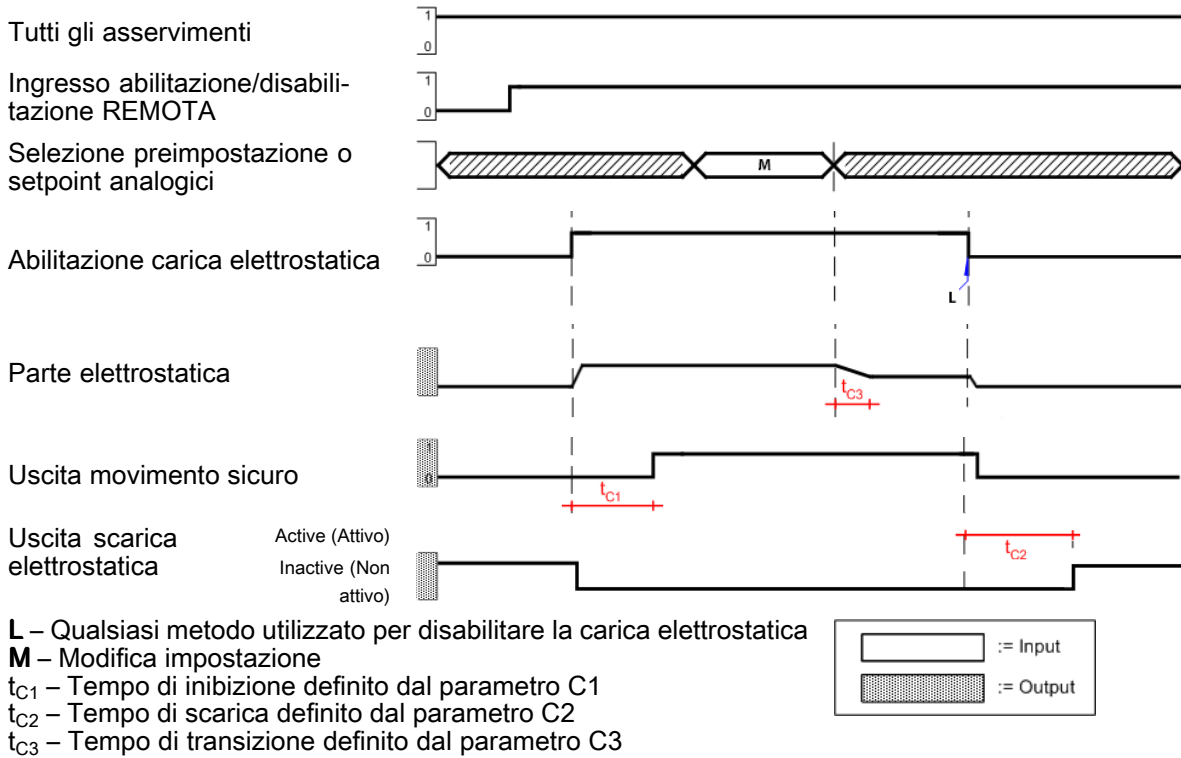 Tutti gli asservimenti
1
0
Ingresso abilitazione/disabili-
tazione REMOTA
1
0
Selezione preimpostazione o
setpoint analogici
M
Abilitazione carica elettrostatica
1
0
L
Parte elettrostatica
tC3
Uscita movimento sicuro
1
0
tC1
Uscita scarica
elettrostatica
Active (Attivo)
Inactive (Non
attivo)
tC2
L – Qualsiasi metodo utilizzato per disabilitare la carica elettrostatica
M – Modifica impostazione
tC1 – Tempo di inibizione definito dal parametro C1
tC2 – Tempo di scarica definito dal parametro C2
tC3 – Tempo di transizione definito dal parametro C3
:= Input
:= Output